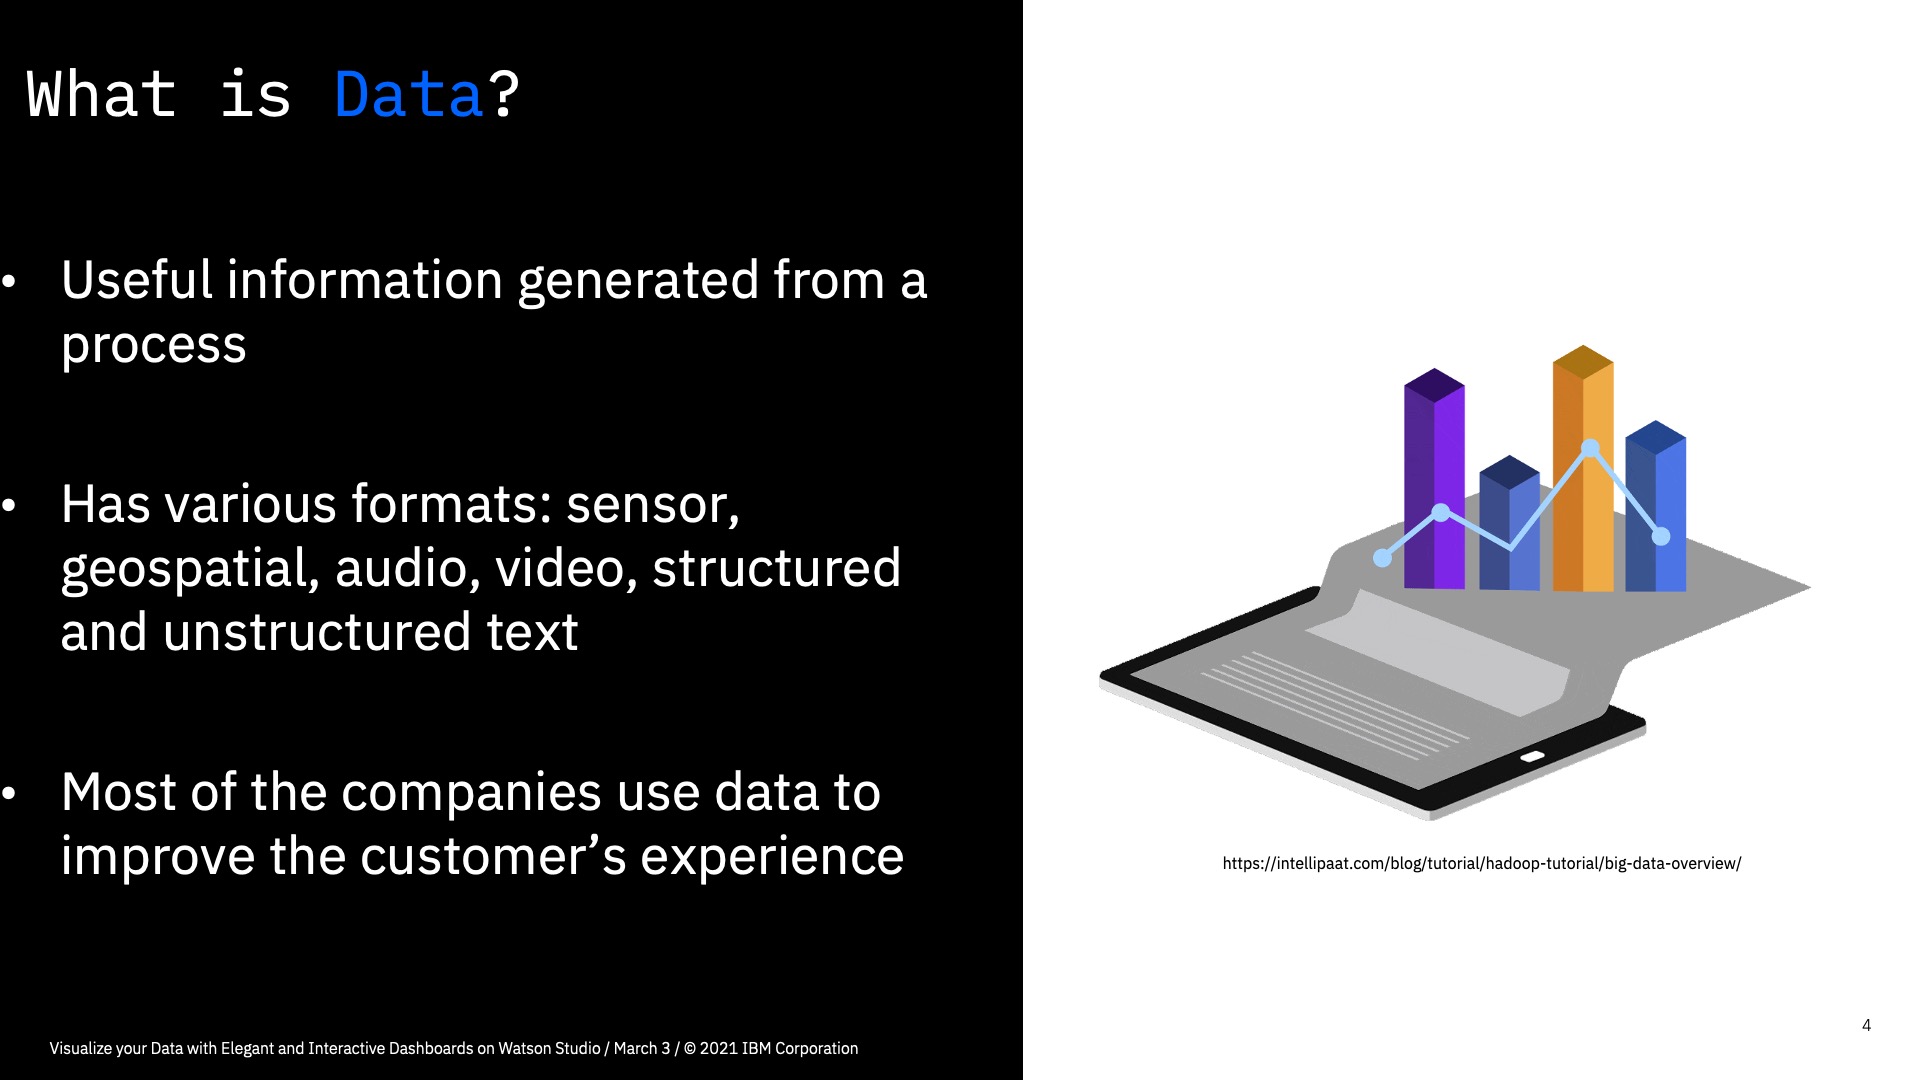 What is Data?
• Useful information generated from a
process
• Has various formats: sensor,
geospatial, audio, video, structured
and unstructured text
• Most of the companies use data to
improve the customer’s experience
https://intellipaat.com/blog/tutorial/hadoop-tutorial/big-data-overview/
4
Visualize your Data with Elegant and Interactive Dashboards on Watson Studio / March 3 / © 2021 IBM Corporation